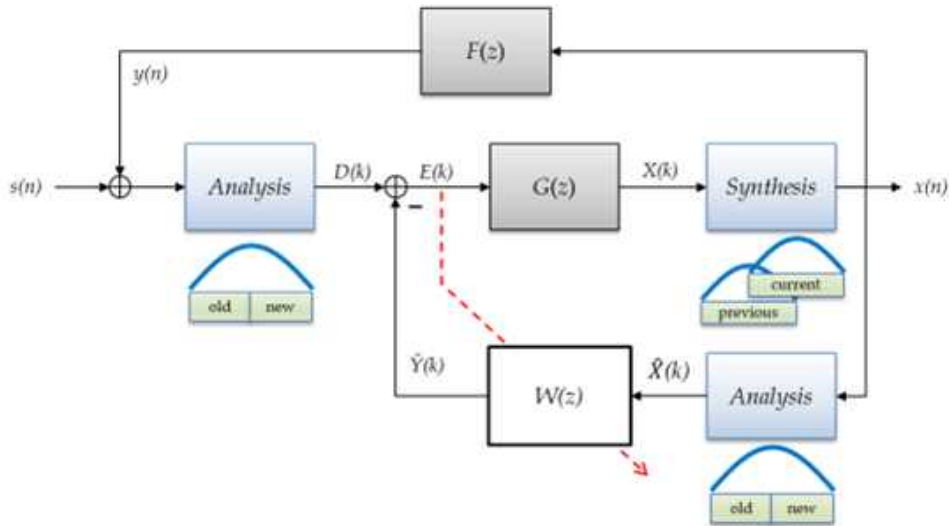 F(z)
y(n)
s(n)
Analysis
D(k)
E(k)
G(z)
X(k)
Synthesis
x(n)
old new
current
previous
Ŷ(k)
W(z)
X̂(k)
Analysis
old new